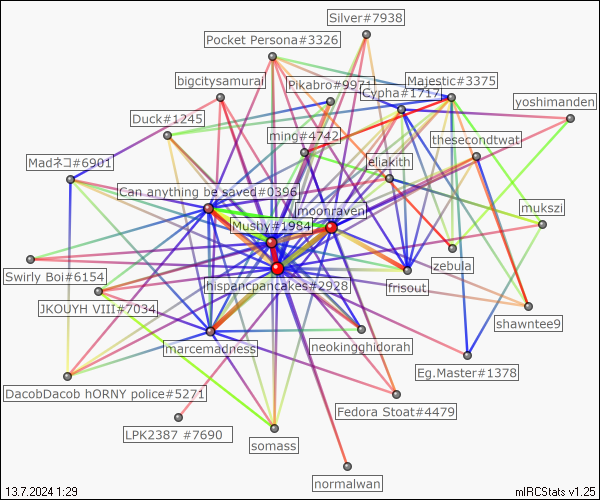 Silver#7938
Pocket Persona#3326
bigcitysamurai
Pikabro#9971
Majestic#3375
Cypha#1717
yoshimanden
Duck#1245
ming#4742
thesecondtwat
Madネコ#6901
eliakith
Can anything be saved#0396
moonraven
mukszi
Mushy#1984
zebula
Swirly Boi#6154
hispancpancakes#2928
frisout
JKOUYH VIII#7034
shawntee9
marcemadness
neokingghidorah
Eg.Master#1378
DacobDacob hORNY police#5271
Fedora Stoat#4479
LPK2387 #7690
somass
normalwan
13.7.2024 1:29
mIRCStats v1.25